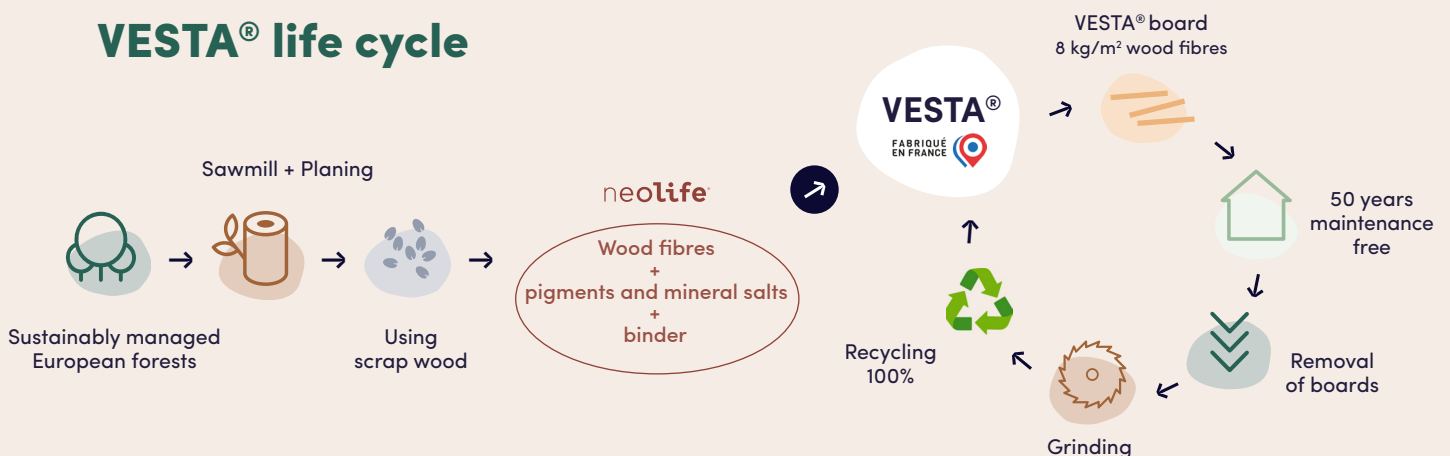 VESTA® life cycle
Sustainably managed
European forests
Sawmill + Planing
Using
scrap wood
neolife
Wood fibres
+
pigments and mineral salts
+
binder
VESTA®
FABRIQUÉ
EN FRANCE
VESTA® board
8 kg/m² wood fibres
50 years
maintenance
free
Removal
of boards
Grinding
Recycling
100%